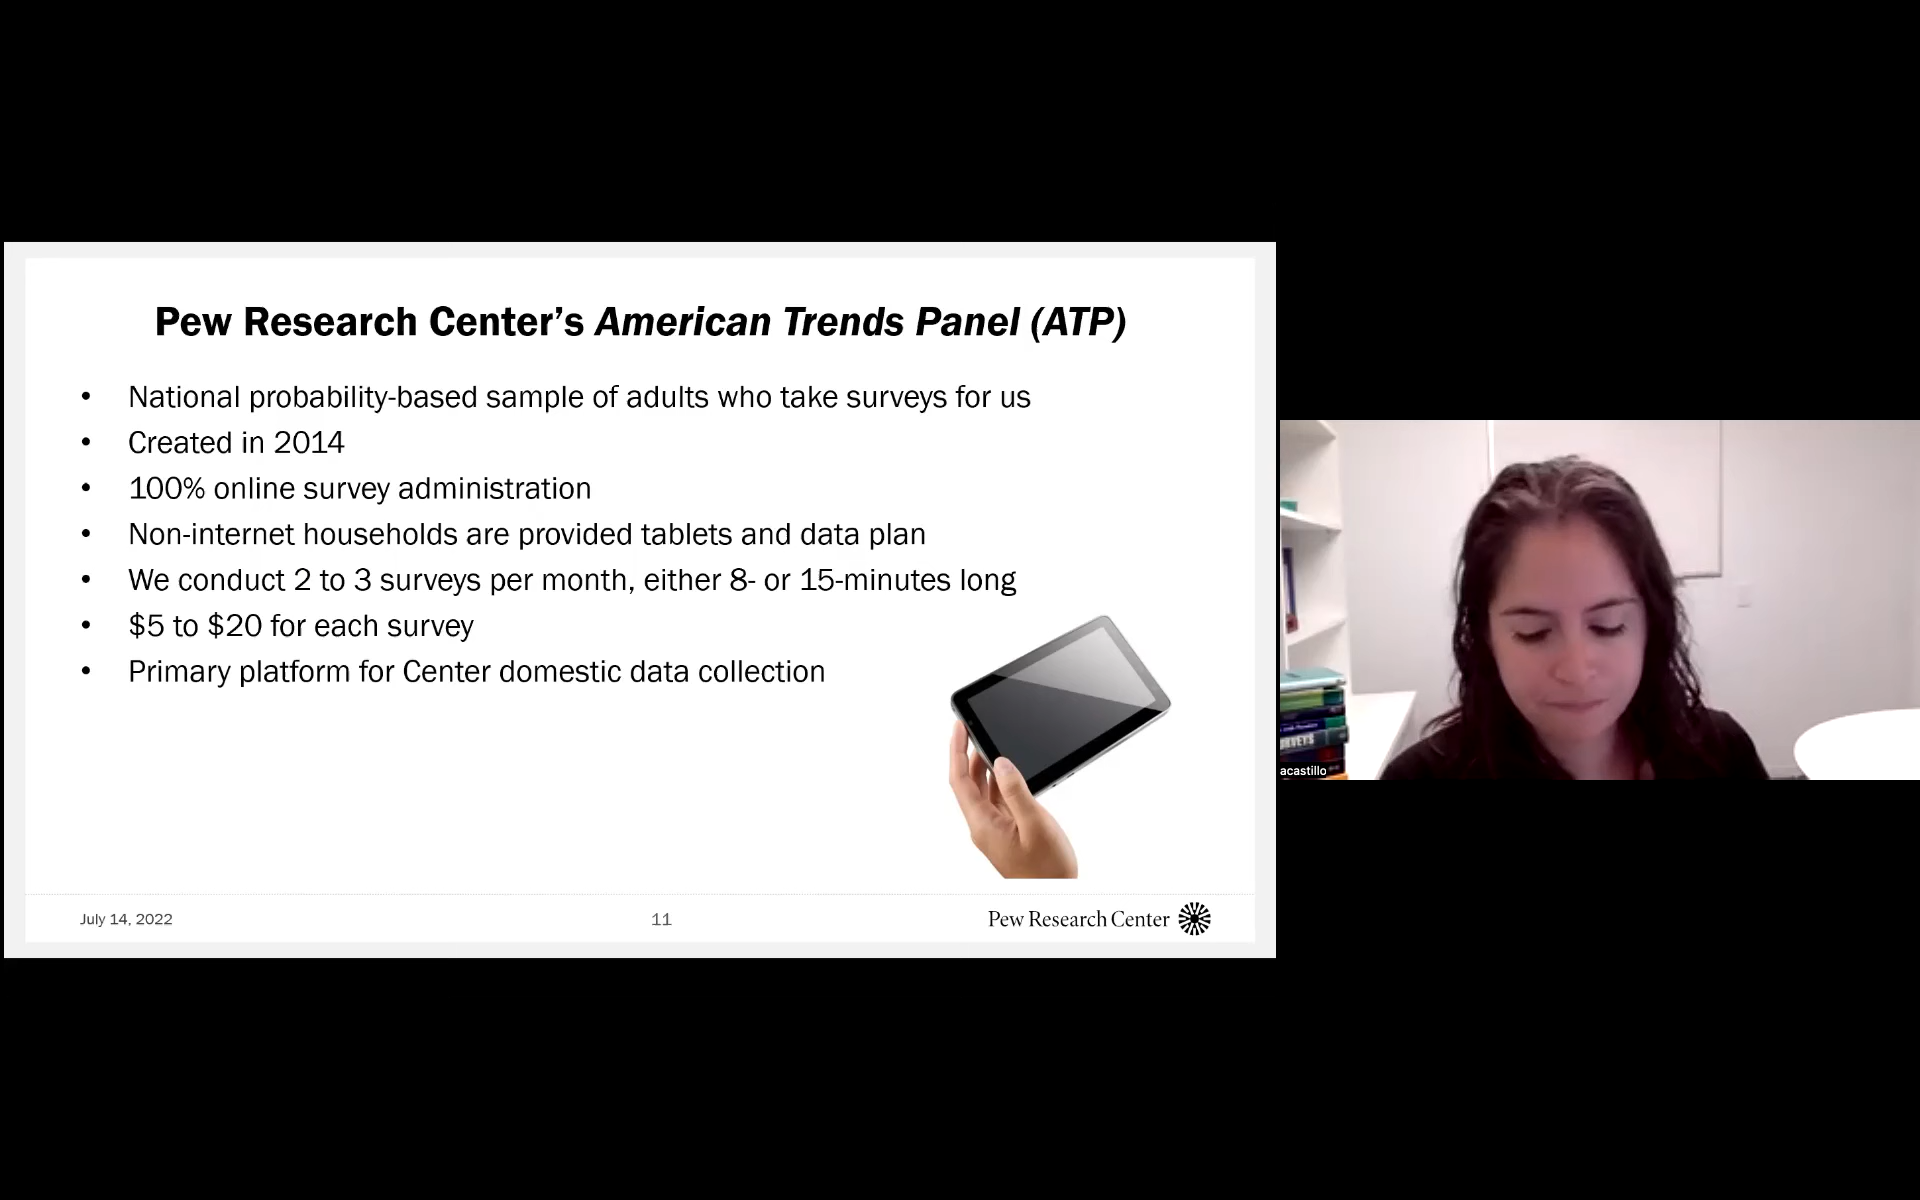 Pew Research Center’s American Trends Panel (ATP)
• National probability-based sample of adults who take surveys for us
• Created in 2014
• 100% online survey administration
• Non-internet households are provided tablets and data plan
• We conduct 2 to 3 surveys per month, either 8- or 15-minutes long
• $5 to $20 for each survey
• Primary platform for Center domestic data collection
July 14, 2022
11
Pew Research Center
acastillo